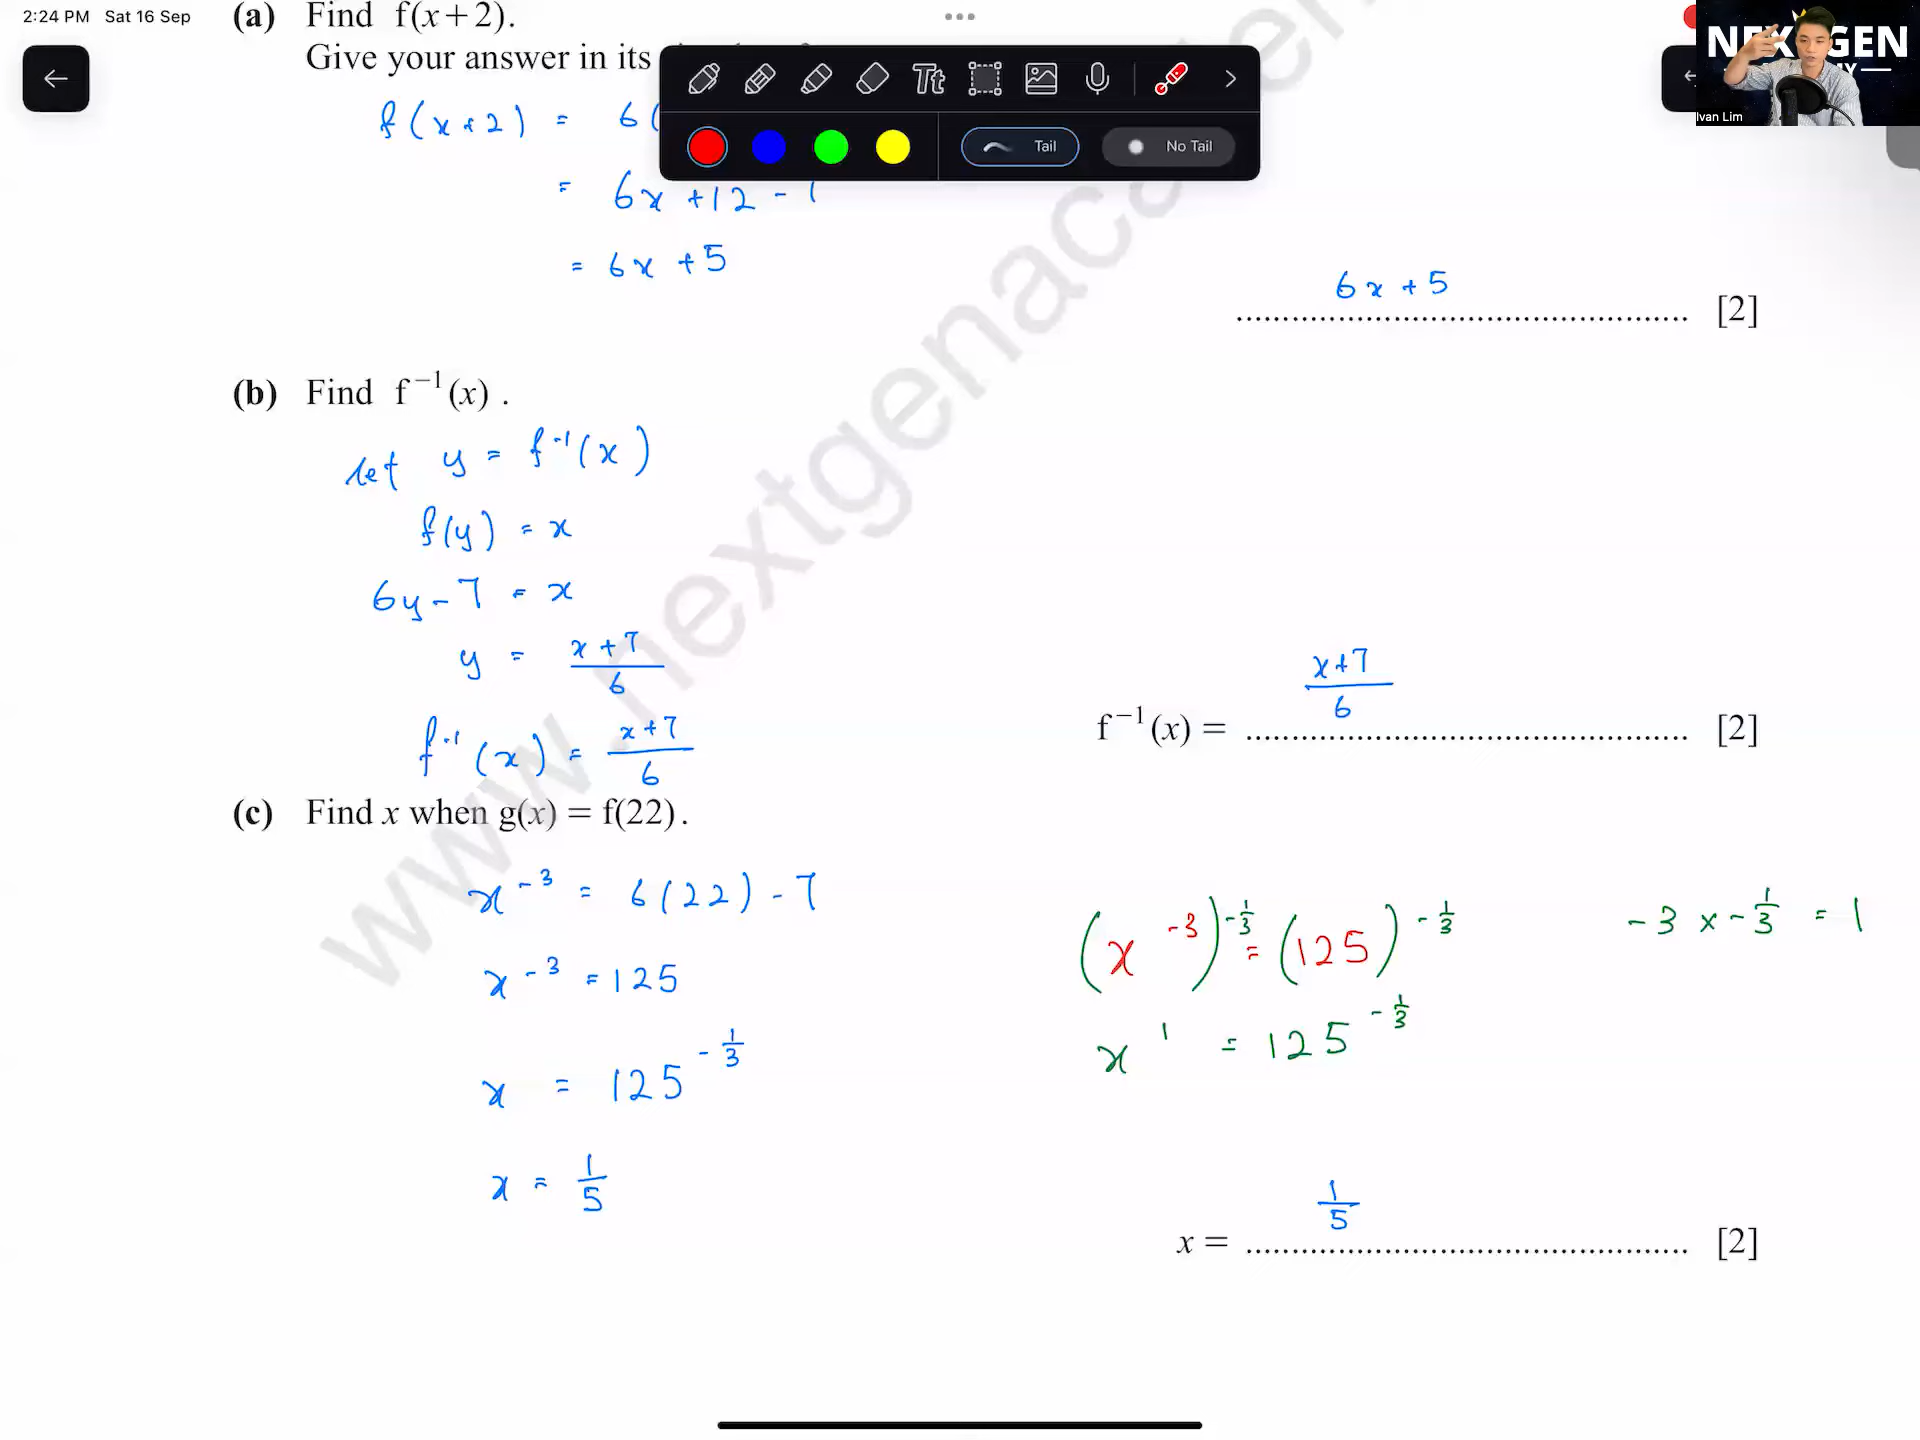 2:24 PM Sat 16 Sep
(a) Find f(x+2).
Give your answer in its
NEXTGEN
Ivan Lim
Tt
Tail No Tail
f(x+2) = 6(
= 6x+12-7
= 6x+5
6x+5
[2]
(b) Find f⁻¹(x).
let y = f⁻¹(x)
f(y) = x
6y-7 = x
y = (x+7)/6
f⁻¹(x) = (x+7)/6
f⁻¹(x) = (x+7)/6 [2]
(c) Find x when g(x) = f(22).
x⁻³ = 6(22)-7
x⁻³ = 125
x = 125^(-1/3)
x = 1/5
(x⁻³)^(-1/3) = (125)^(-1/3)
-3 × -1/3 = 1
x¹ = 125^(-1/3)
x = 1/5 [2]